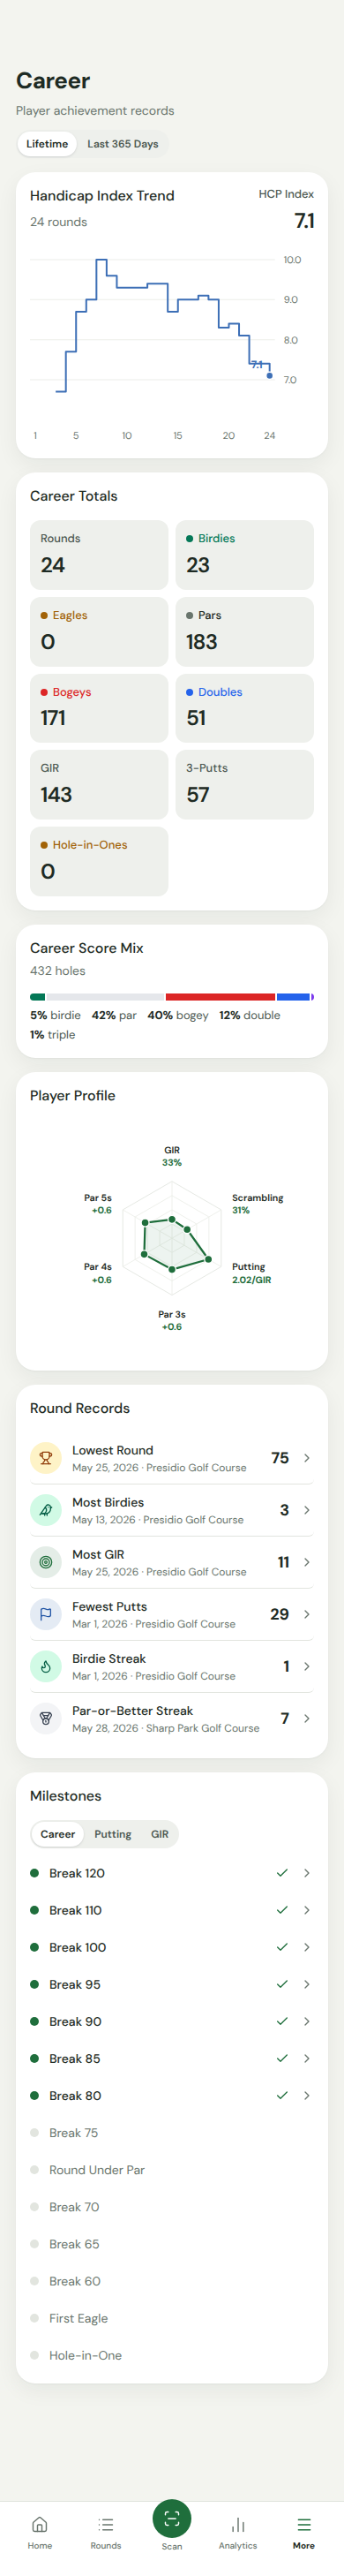 Career
Player achievement records
Lifetime Last 365 Days
Handicap Index Trend HCP Index
24 rounds 7.1
10.0
9.0
8.0
7.1
7.0
1 5 10 15 20 24
Career Totals
Rounds Birdies
24 23
Eagles Pars
0 183
Bogeys Doubles
171 51
GIR 3-Putts
143 57
Hole-in-Ones
0
Career Score Mix
432 holes
5% birdie 42% par 40% bogey 12% double
1% triple
Player Profile
GIR
33%
Par 5s Scrambling
+0.6 31%
Par 4s Putting
+0.6 2.02/GIR
Par 3s
+0.6
Round Records
Lowest Round 75
May 25, 2026 · Presidio Golf Course
Most Birdies 3
May 13, 2026 · Presidio Golf Course
Most GIR 11
May 25, 2026 · Presidio Golf Course
Fewest Putts 29
Mar 1, 2026 · Presidio Golf Course
Birdie Streak 1
Mar 1, 2026 · Presidio Golf Course
Par-or-Better Streak 7
May 28, 2026 · Sharp Park Golf Course
Milestones
Career Putting GIR
Break 120
Break 110
Break 100
Break 95
Break 90
Break 85
Break 80
Break 75
Round Under Par
Break 70
Break 65
Break 60
First Eagle
Hole-in-One
Home Rounds Scan Analytics More